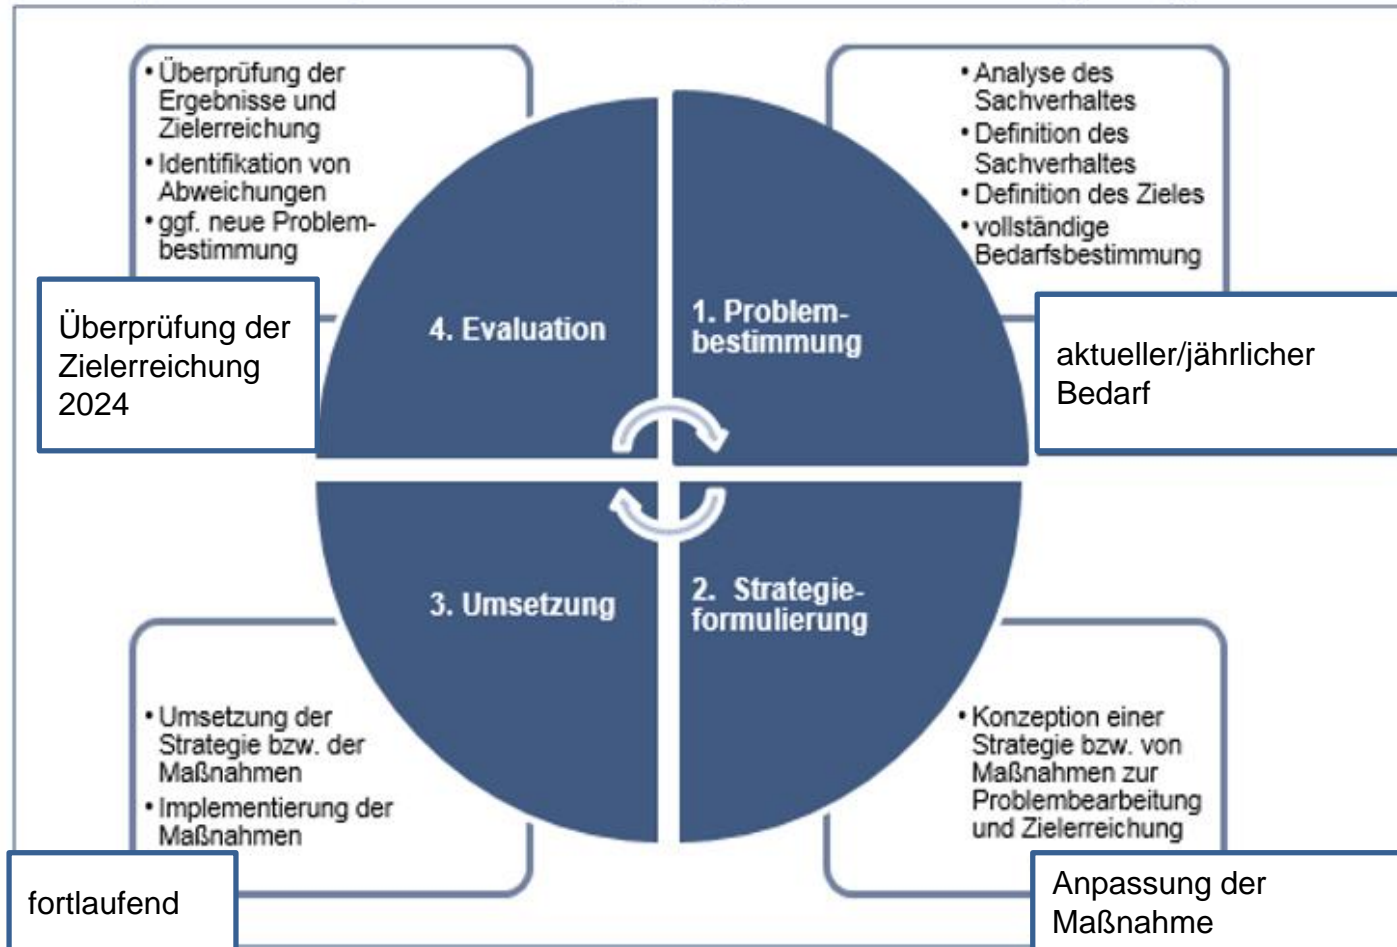 • Überprüfung der
Ergebnisse und
Zielerreichung
• Identifikation von
Abweichungen
• ggf. neue Problem-
bestimmung
Überprüfung der
Zielerreichung
2024
4. Evaluation
• Analyse des
Sachverhaltes
• Definition des
Sachverhaltes
• Definition des Zieles
• vollständige
Bedarfsbestimmung
1. Problem-
bestimmung
aktueller/jährlicher
Bedarf
3. Umsetzung
• Umsetzung der
Strategie bzw. der
Maßnahmen
• Implementierung der
Maßnahmen
fortlaufend
2. Strategie-
formulierung
• Konzeption einer
Strategie bzw. von
Maßnahmen zur
Problembearbeitung
und Zielerreichung
Anpassung der
Maßnahme